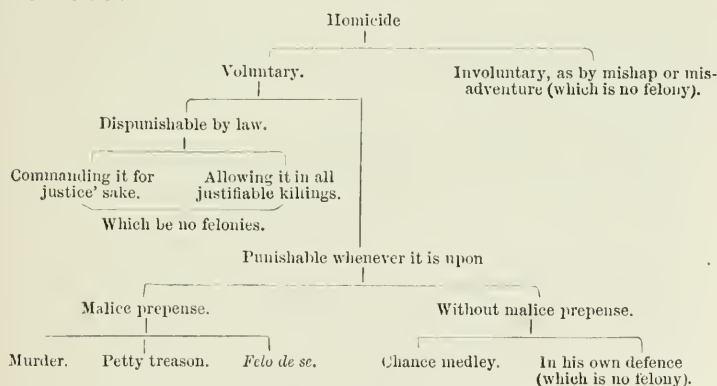 Homicide
Voluntary.
Involuntary, as by mishap or mis-
adventure (which is no felony).
Dispunishable by law.
Commanding it for
justice' sake.
Allowing it in all
justifiable killings.
Which be no felonies.
Punishable whenever it is upon
Malice prepense.
Without malice prepense.
Murder.
Petty treason.
Felo de se.
Chance medley.
In his own defence
(which is no felony).